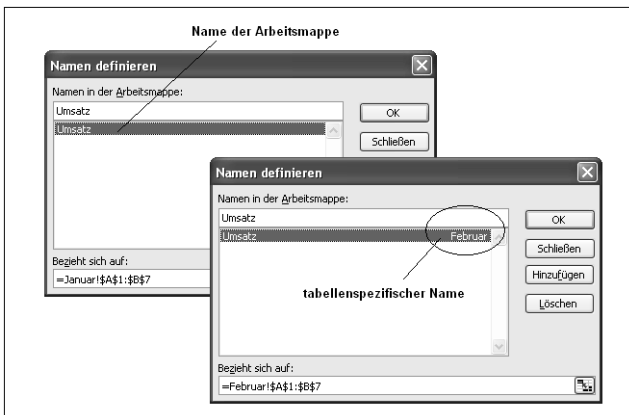 Name der Arbeitsmappe
Namen definieren
Namen in der Arbeitsmappe:
Umsatz
OK
Umsatz
Schließen
Bezieht sich auf:
=Januar!$A$1:$B$7
Namen definieren
Namen in der Arbeitsmappe:
Umsatz
OK
Umsatz Februar
Schließen
Hinzufügen
Löschen
tabellenspezifischer Name
Bezieht sich auf:
=Februar!$A$1:$B$7